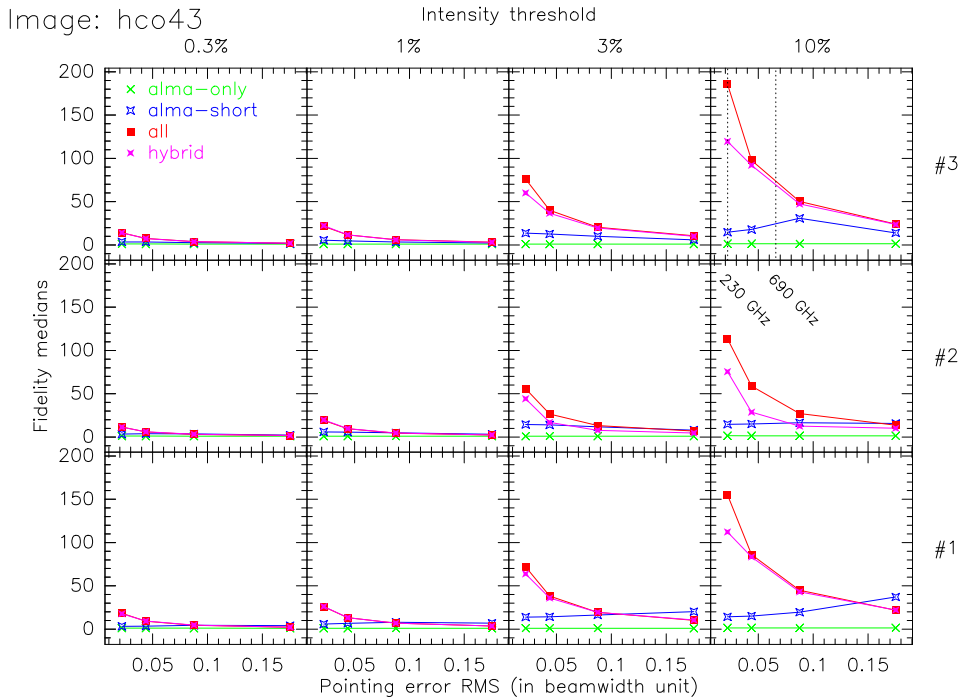 Image: hco43
Intensity threshold
0.3% 1% 3% 10%
200
150
100
50
0
alma-only
alma-short
all
hybrid
#3
200
150
100
50
0
230 GHz
690 GHz
#2
Fidelity medians
200
150
100
50
0
#1
0.05 0.1 0.15 0.05 0.1 0.15 0.05 0.1 0.15 0.05 0.1 0.15
Pointing error RMS (in beamwidth unit)